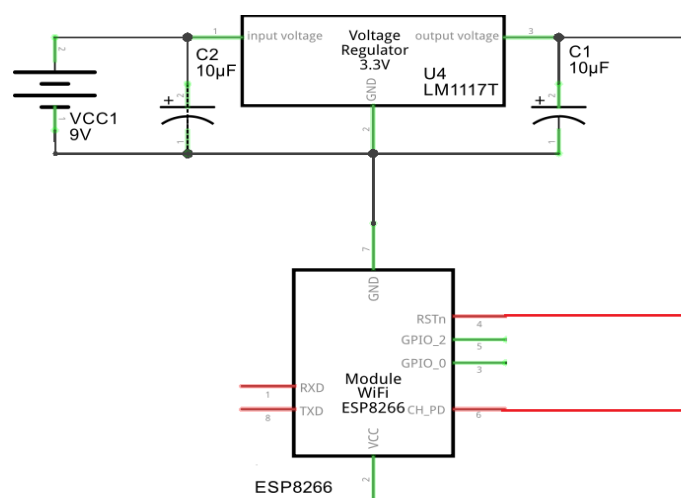 2
1
VCC1
9V
C2
10µF
+
2
1
1
input voltage
Voltage
Regulator
3.3V
output voltage
3
U4
LM1117T
GND
2
C1
10µF
+
2
1
7
GND
RSTn
4
GPIO_2
5
GPIO_0
3
RXD
1
TXD
8
Module
WiFi
ESP8266
CH_PD
6
VCC
2
ESP8266